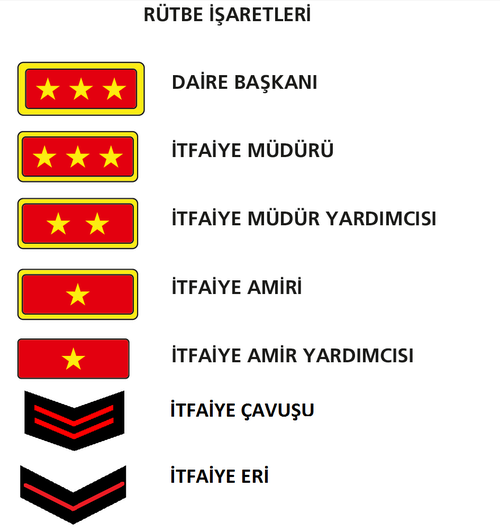 RÜTBE İŞARETLERİ
DAİRE BAŞKANI
İTFAİYE MÜDÜRÜ
İTFAİYE MÜDÜR YARDIMCISI
İTFAİYE AMİRİ
İTFAİYE AMİR YARDIMCISI
İTFAİYE ÇAVUŞU
İTFAİYE ERİ